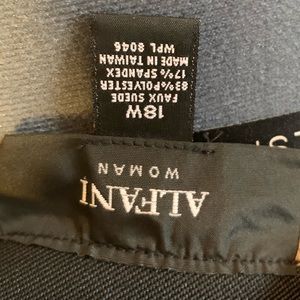 ALFANI
WOMAN
18W
FAUX SUEDE
83% POLYESTER
17% SPANDEX
MADE IN TAIWAN
WPL 8046